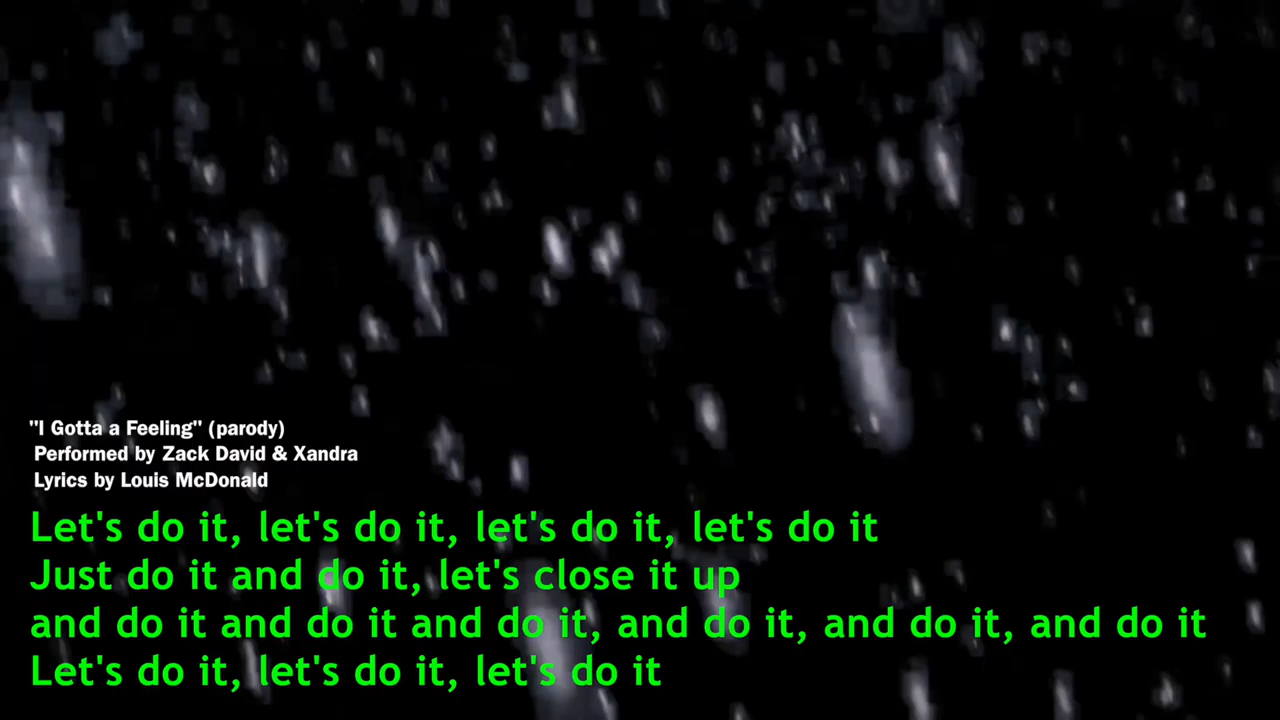 "I Gotta a Feeling" (parody)
Performed by Zack David & Xandra
Lyrics by Louis McDonald
Let's do it, let's do it, let's do it, let's do it
Just do it and do it, let's close it up
and do it and do it and do it, and do it, and do it, and do it
Let's do it, let's do it, let's do it